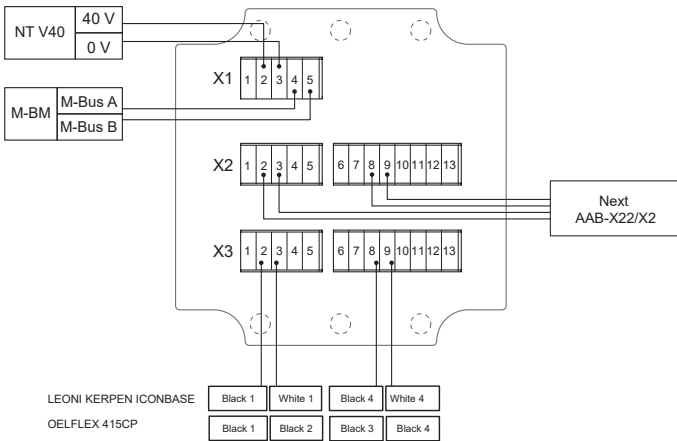 NT V40 40 V
0 V
X1 1 2 3 4 5
M-BM M-Bus A
M-Bus B
X2 1 2 3 4 5 6 7 8 9 10 11 12 13
Next
AAB-X22/X2
X3 1 2 3 4 5 6 7 8 9 10 11 12 13
LEONI KERPEN ICONBASE Black 1 White 1 Black 4 White 4
OELFLEX 415CP Black 1 Black 2 Black 3 Black 4